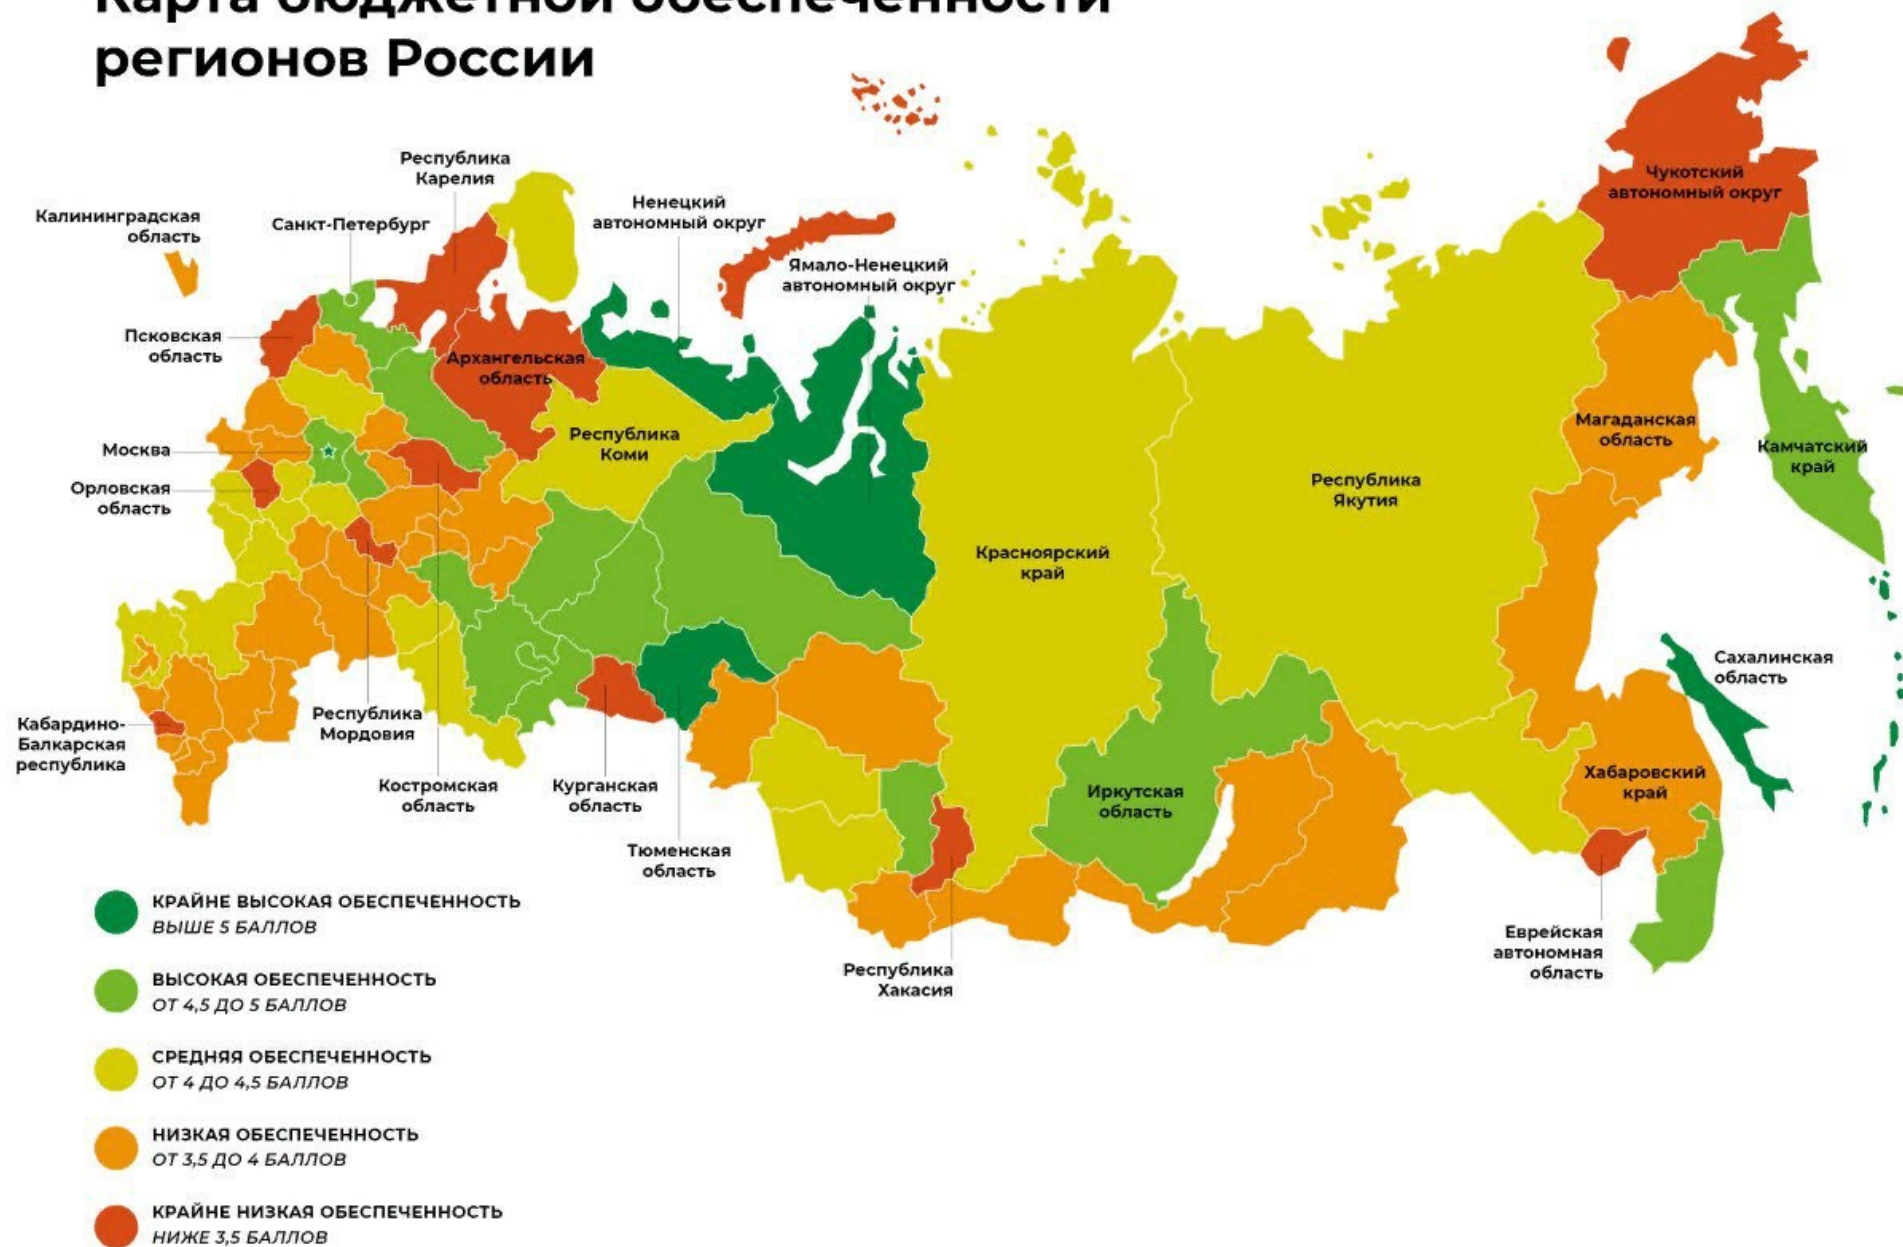 Карта бюджетной обеспеченности
регионов России
Республика
Карелия
Калининградская
область
Санкт-Петербург
Ненецкий
автономный округ
Ямало-Ненецкий
автономный округ
Чукотский
автономный округ
Псковская
область
Архангельская
область
Москва
Республика
Коми
Магаданская
область
Камчатский
край
Орловская
область
Республика
Якутия
Красноярский
край
Сахалинская
область
Кабардино-
Балкарская
республика
Республика
Мордовия
Костромская
область
Курганская
область
Иркутская
область
Хабаровский
край
Тюменская
область
Еврейская
автономная
область
Республика
Хакасия
КРАЙНЕ ВЫСОКАЯ ОБЕСПЕЧЕННОСТЬ
ВЫШЕ 5 БАЛЛОВ
ВЫСОКАЯ ОБЕСПЕЧЕННОСТЬ
ОТ 4,5 ДО 5 БАЛЛОВ
СРЕДНЯЯ ОБЕСПЕЧЕННОСТЬ
ОТ 4 ДО 4,5 БАЛЛОВ
НИЗКАЯ ОБЕСПЕЧЕННОСТЬ
ОТ 3,5 ДО 4 БАЛЛОВ
КРАЙНЕ НИЗКАЯ ОБЕСПЕЧЕННОСТЬ
НИЖЕ 3,5 БАЛЛОВ